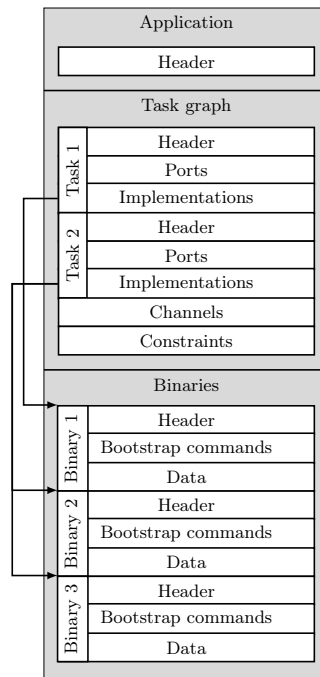 Application
Header
Task graph
Task 1
Header
Ports
Implementations
Task 2
Header
Ports
Implementations
Channels
Constraints
Binaries
Binary 1
Header
Bootstrap commands
Data
Binary 2
Header
Bootstrap commands
Data
Binary 3
Header
Bootstrap commands
Data